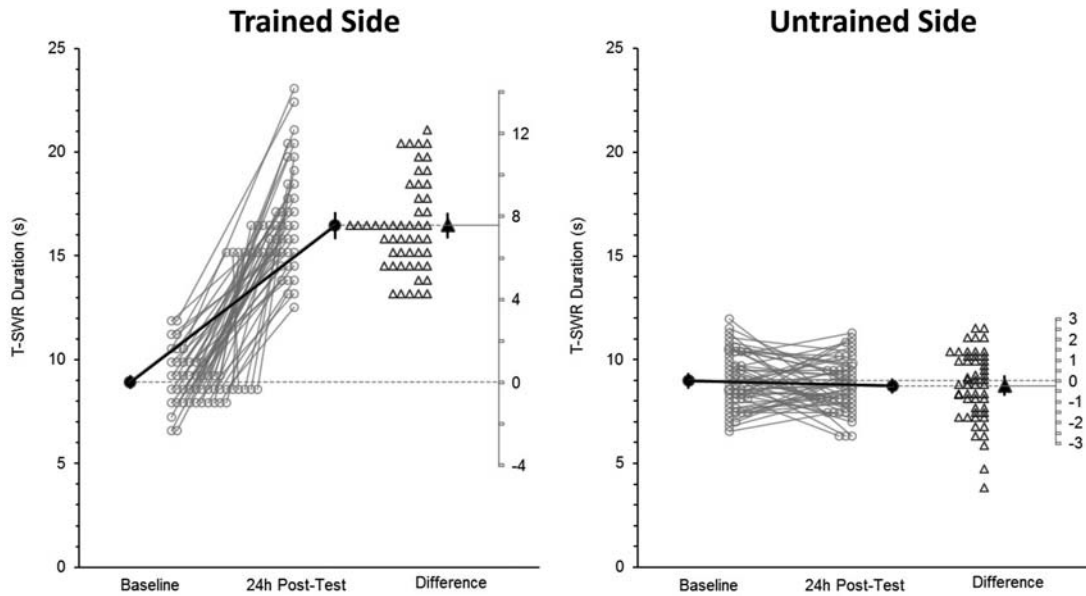 Trained Side
25
20
15
10
5
0
T-SWR Duration (s)
12
8
4
0
-4
Baseline
24h Post-Test
Difference
Untrained Side
25
20
15
10
5
0
T-SWR Duration (s)
3
2
1
0
-1
-2
-3
Baseline
24h Post-Test
Difference